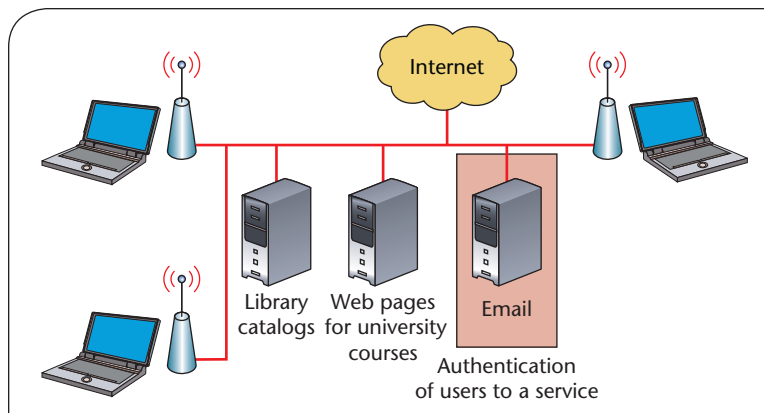 Internet
Library
catalogs
Web pages
for university
courses
Email
Authentication
of users to a service